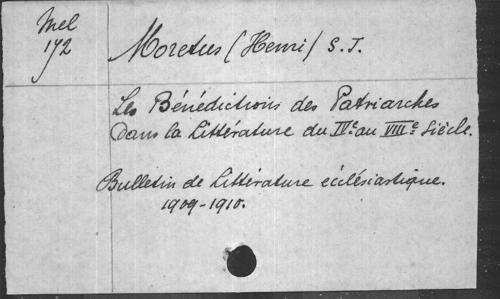 Mel
172
Moretus (Henri) S.J.
Les Bénédictions des Patriarches
dans la Littérature du IVe au VIIIe Siècle.
Bulletin de Littérature ecclésiastique.
1909-1910.